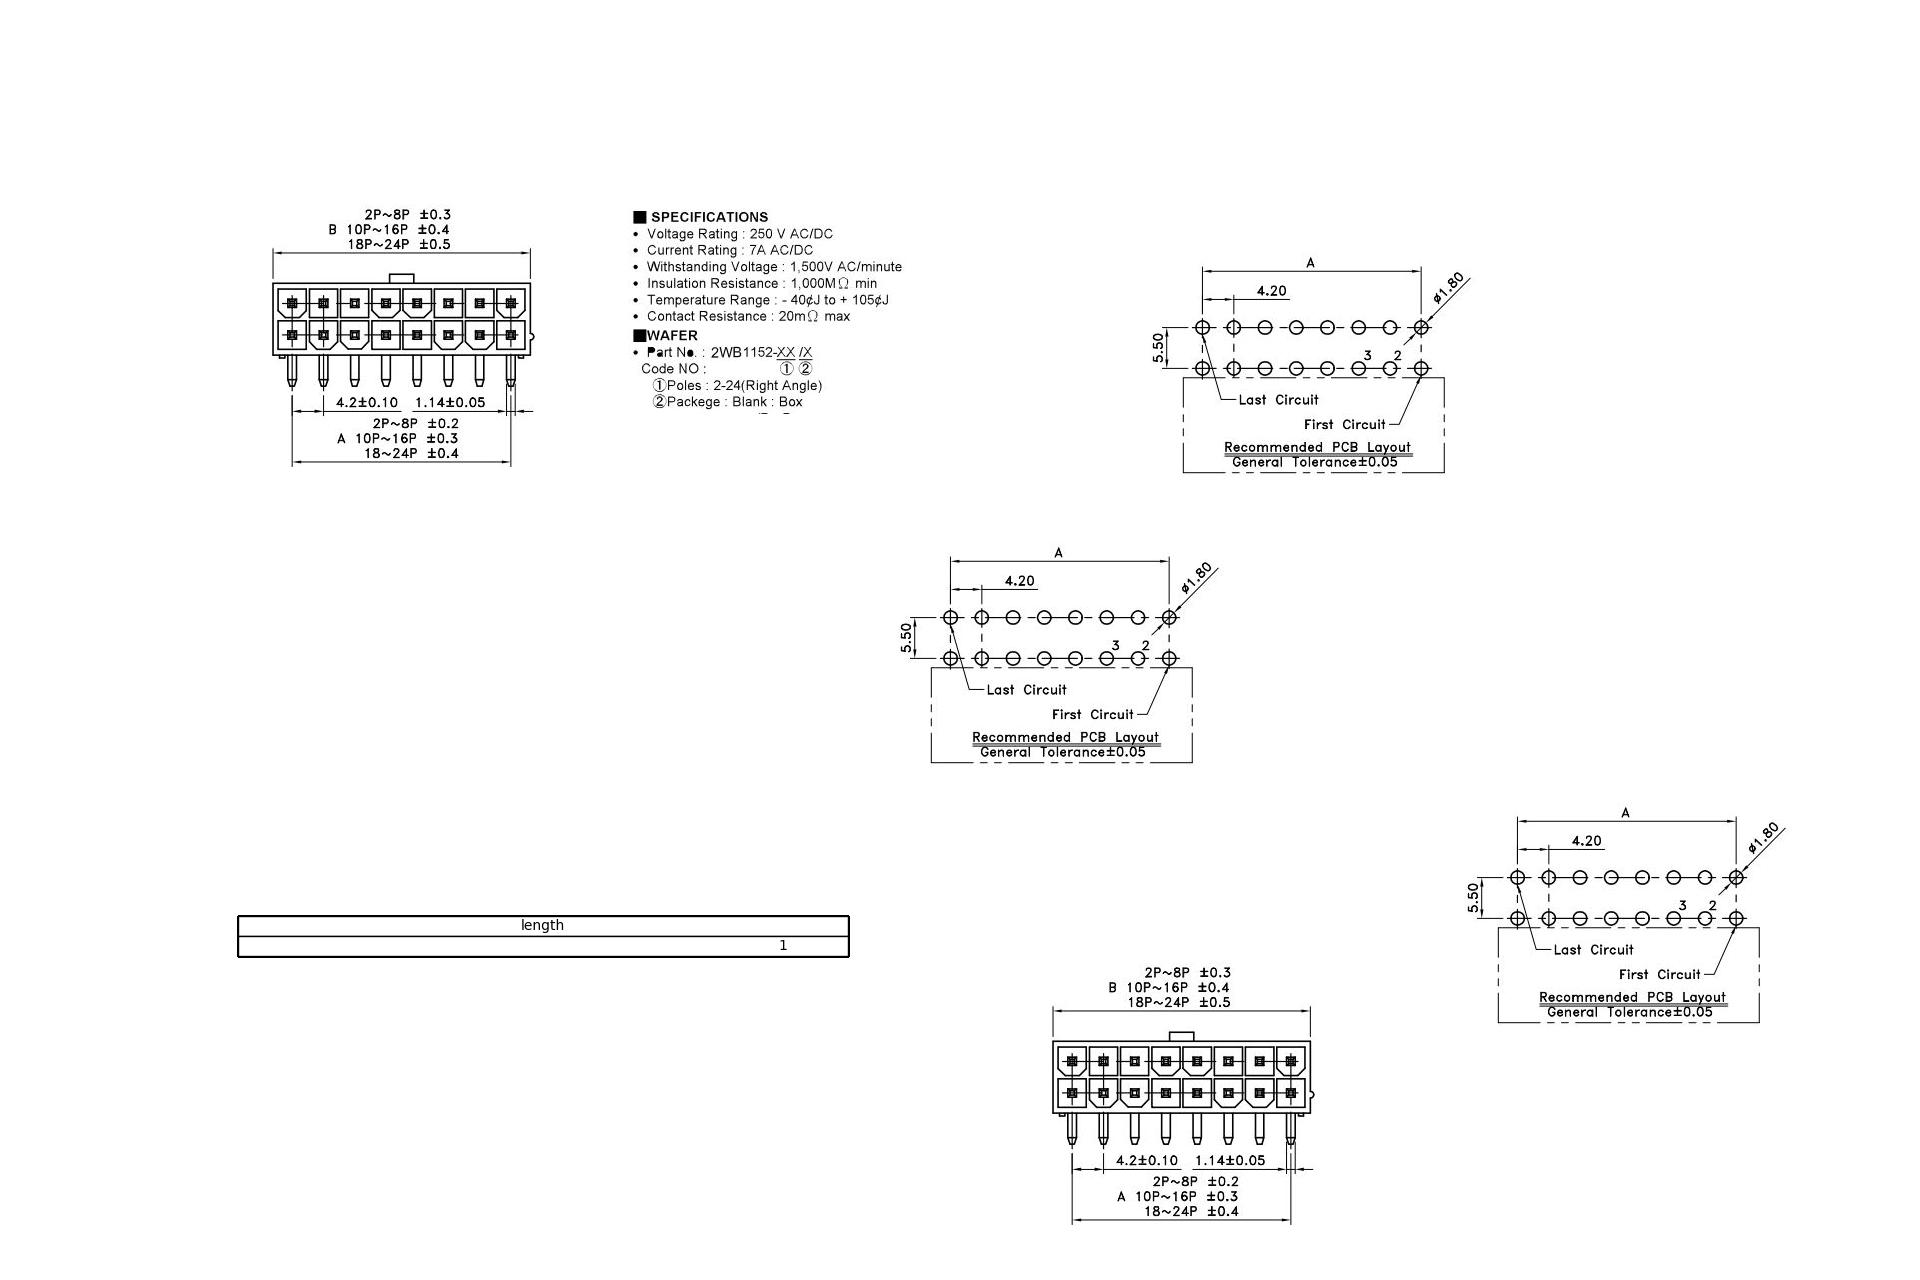 2P~8P ±0.3
B 10P~16P ±0.4
18P~24P ±0.5
4.2±0.10 1.14±0.05
2P~8P ±0.2
A 10P~16P ±0.3
18~24P ±0.4
■ SPECIFICATIONS
• Voltage Rating : 250 V AC/DC
• Current Rating : 7A AC/DC
• Withstanding Voltage : 1,500V AC/minute
• Insulation Resistance : 1,000MΩ min
• Temperature Range : - 40¢J to + 105¢J
• Contact Resistance : 20mΩ max
■WAFER
• Part No. : 2WB1152-XX /X
Code NO : ① ②
①Poles : 2-24(Right Angle)
②Packege : Blank : Box
A
4.20
ø1.80
5.50
3 2
Last Circuit
First Circuit
Recommended PCB Layout
General Tolerance±0.05
A
4.20
ø1.80
5.50
3 2
Last Circuit
First Circuit
Recommended PCB Layout
General Tolerance±0.05
A
4.20
ø1.80
5.50
3 2
Last Circuit
First Circuit
Recommended PCB Layout
General Tolerance±0.05
length
1
2P~8P ±0.3
B 10P~16P ±0.4
18P~24P ±0.5
4.2±0.10 1.14±0.05
2P~8P ±0.2
A 10P~16P ±0.3
18~24P ±0.4